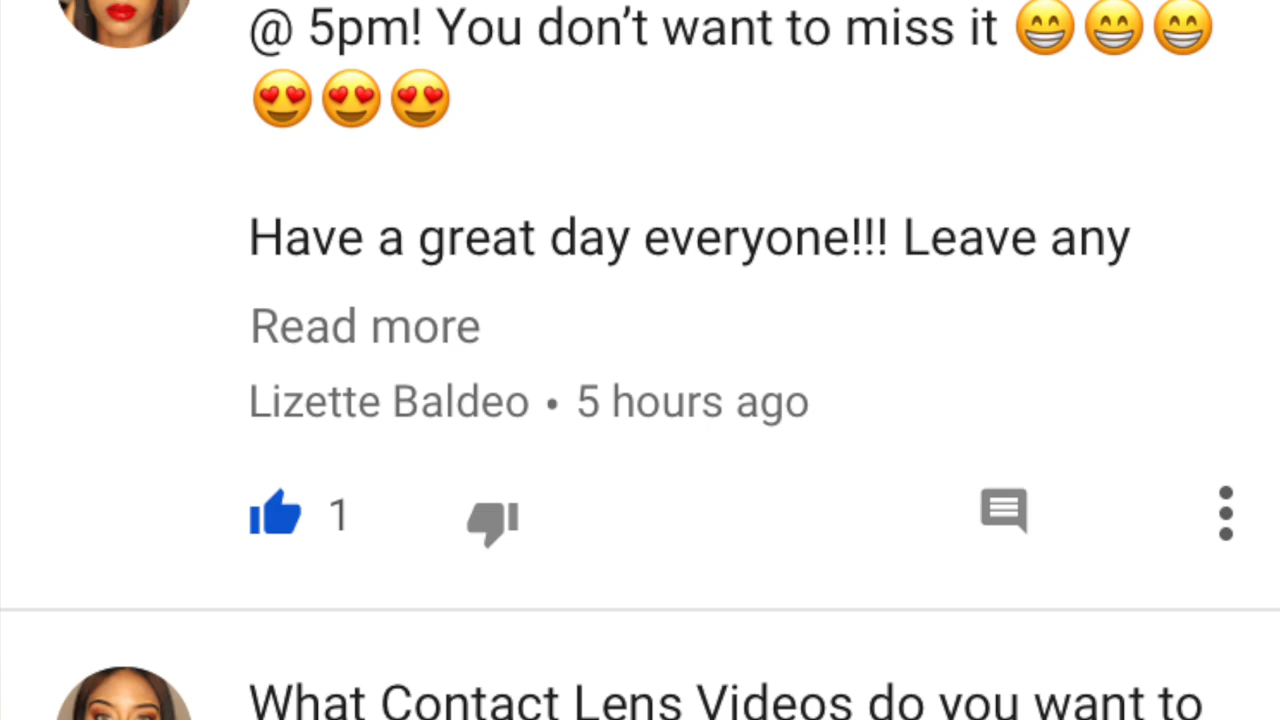 @ 5pm! You don’t want to miss it 😁😁😁
😍😍😍
Have a great day everyone!!! Leave any
Read more
Lizette Baldeo • 5 hours ago
1
What Contact Lens Videos do you want to